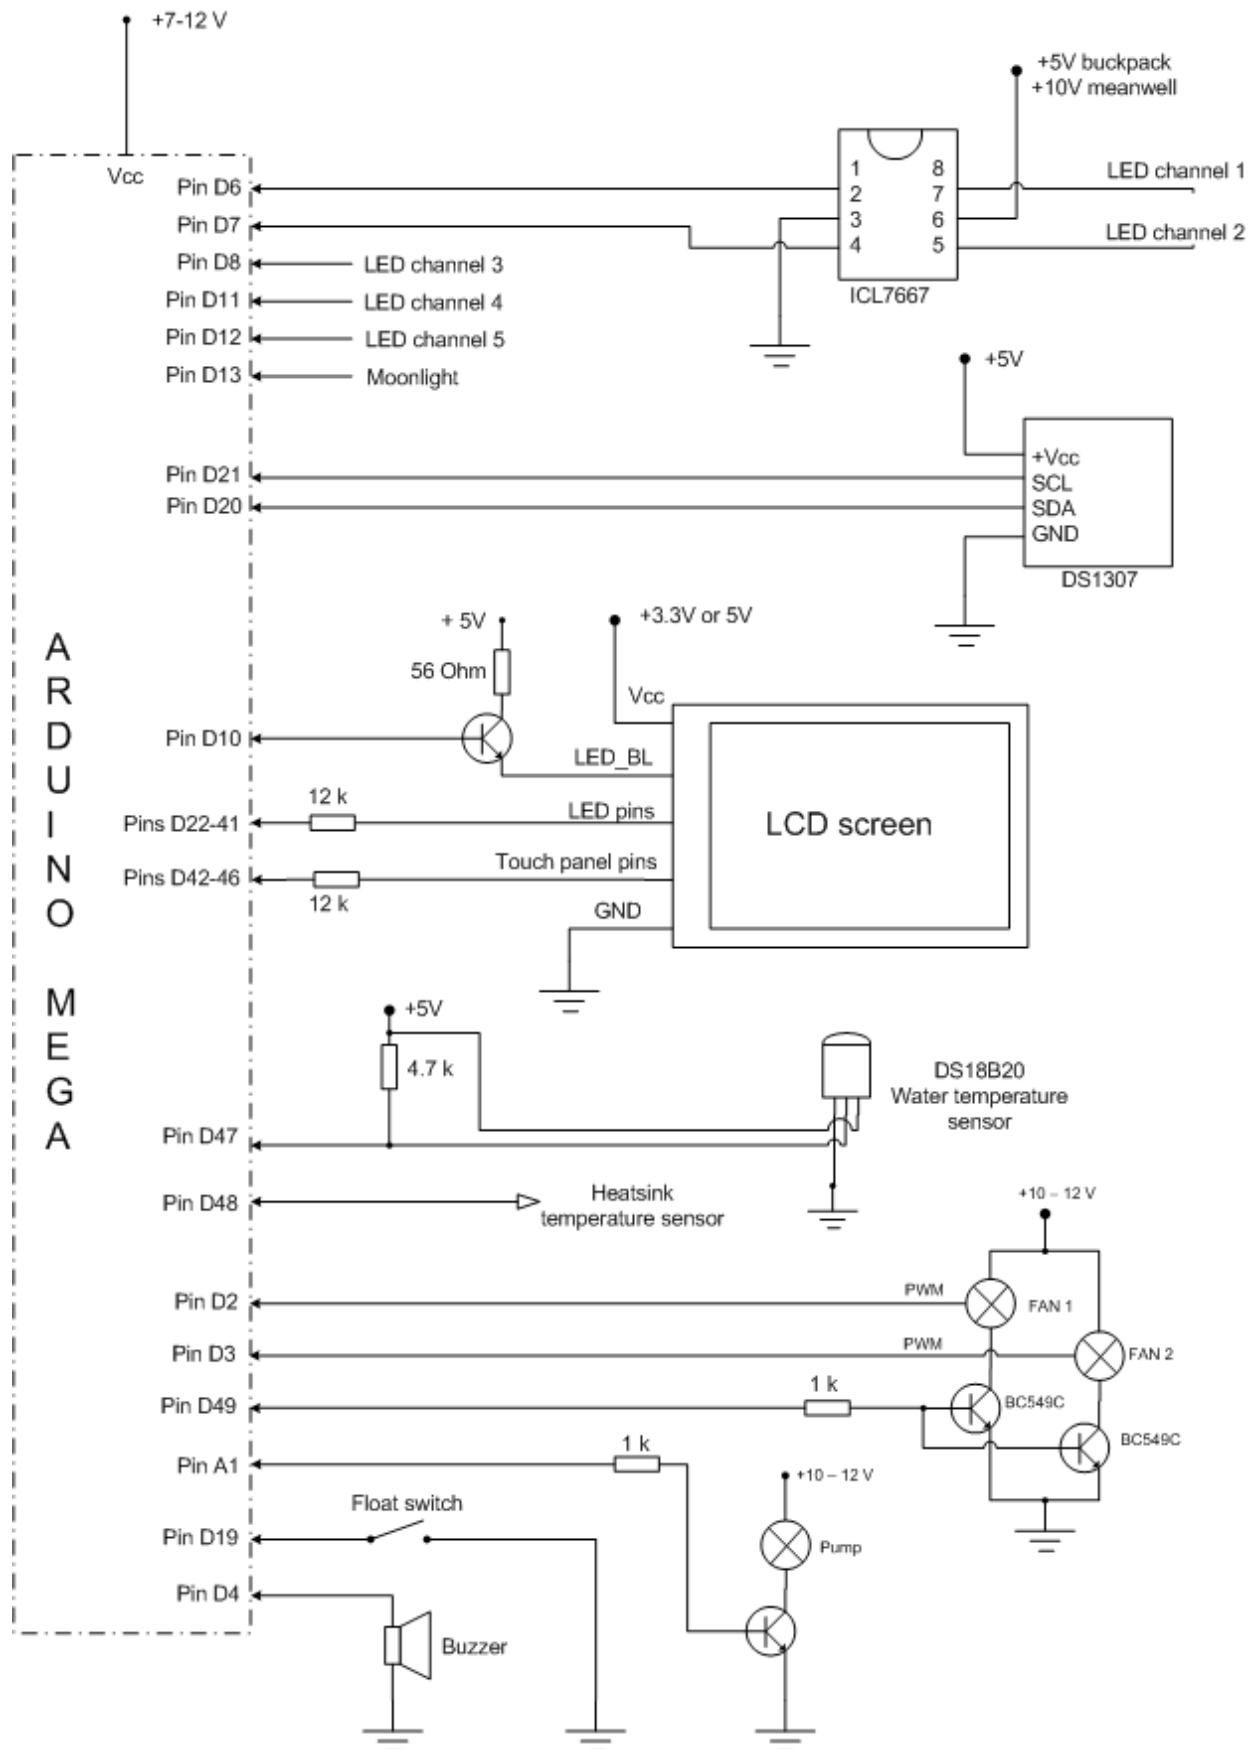 +7-12 V
+5V buckpack
+10V meanwell
Vcc
Pin D6
1 8
2 7
3 6
4 5
LED channel 1
Pin D7
LED channel 2
Pin D8
LED channel 3
ICL7667
Pin D11
LED channel 4
Pin D12
LED channel 5
Pin D13
Moonlight
+5V
+Vcc
Pin D21
SCL
Pin D20
SDA
GND
DS1307
+ 5V
+3.3V or 5V
56 Ohm
Vcc
Pin D10
LED_BL
12 k
LED pins
Pins D22-41
LCD screen
Touch panel pins
Pins D42-46
12 k
GND
ARDUINO MEGA
+5V
4.7 k
DS18B20
Water temperature
sensor
Pin D47
Pin D48
Heatsink
temperature sensor
+10 – 12 V
Pin D2
PWM
FAN 1
Pin D3
PWM
FAN 2
1 k
Pin D49
BC549C
BC549C
1 k
Pin A1
+10 – 12 V
Float switch
Pin D19
Pump
Pin D4
Buzzer